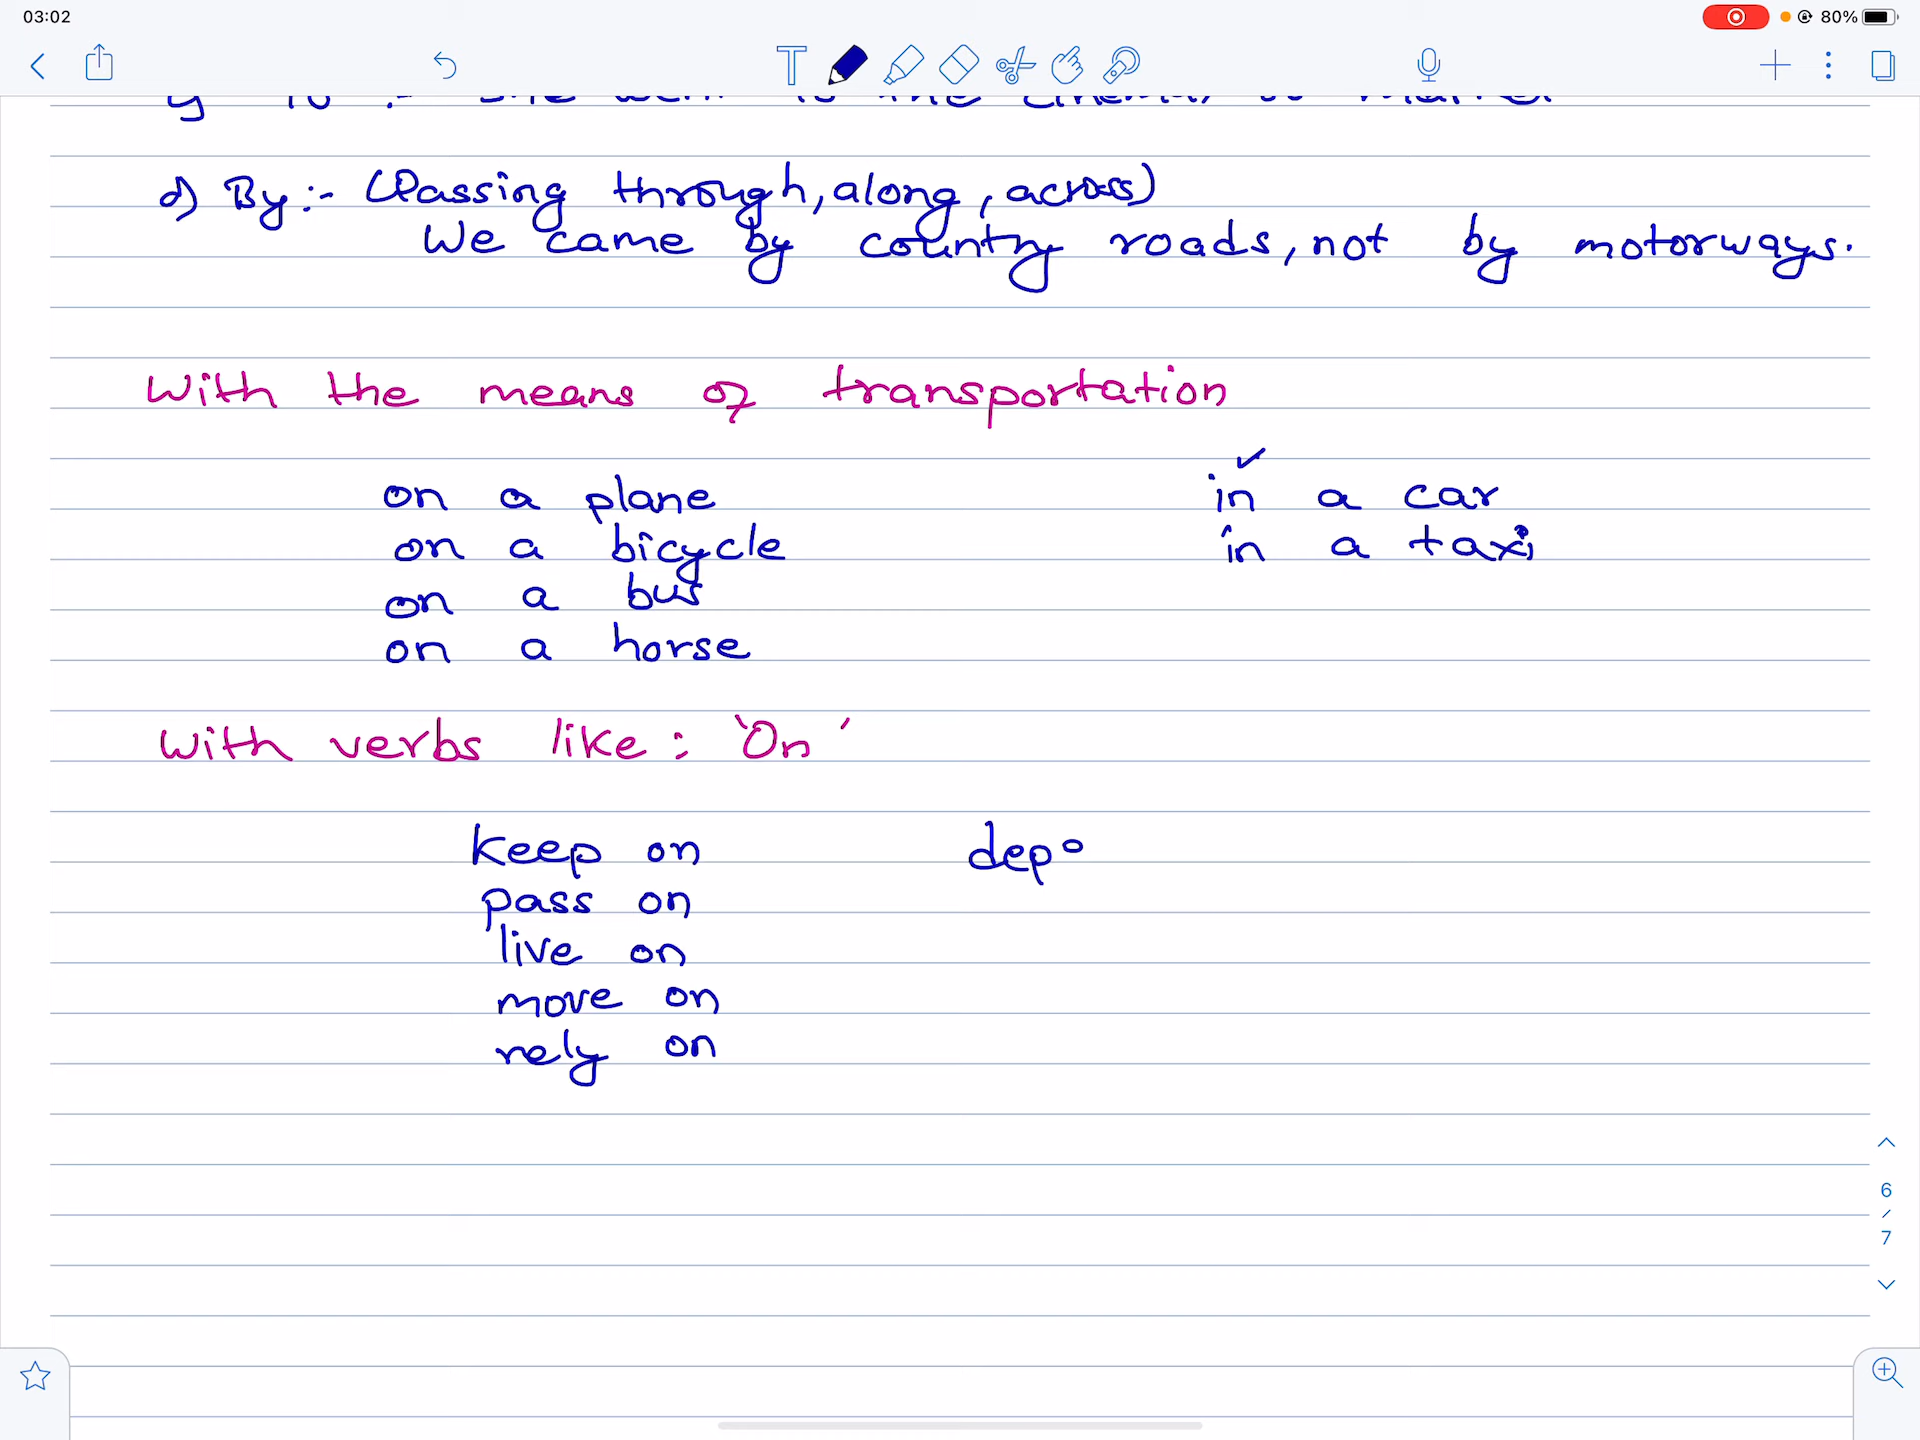 03:02
80%
d) By:- (Passing through, along, across)
We came by country roads, not by motorways.
With the means of transportation
on a plane in a car
on a bicycle in a taxi
on a bus
on a horse
With verbs like: 'On'
keep on depo
pass on
live on
move on
rely on
6
/
7